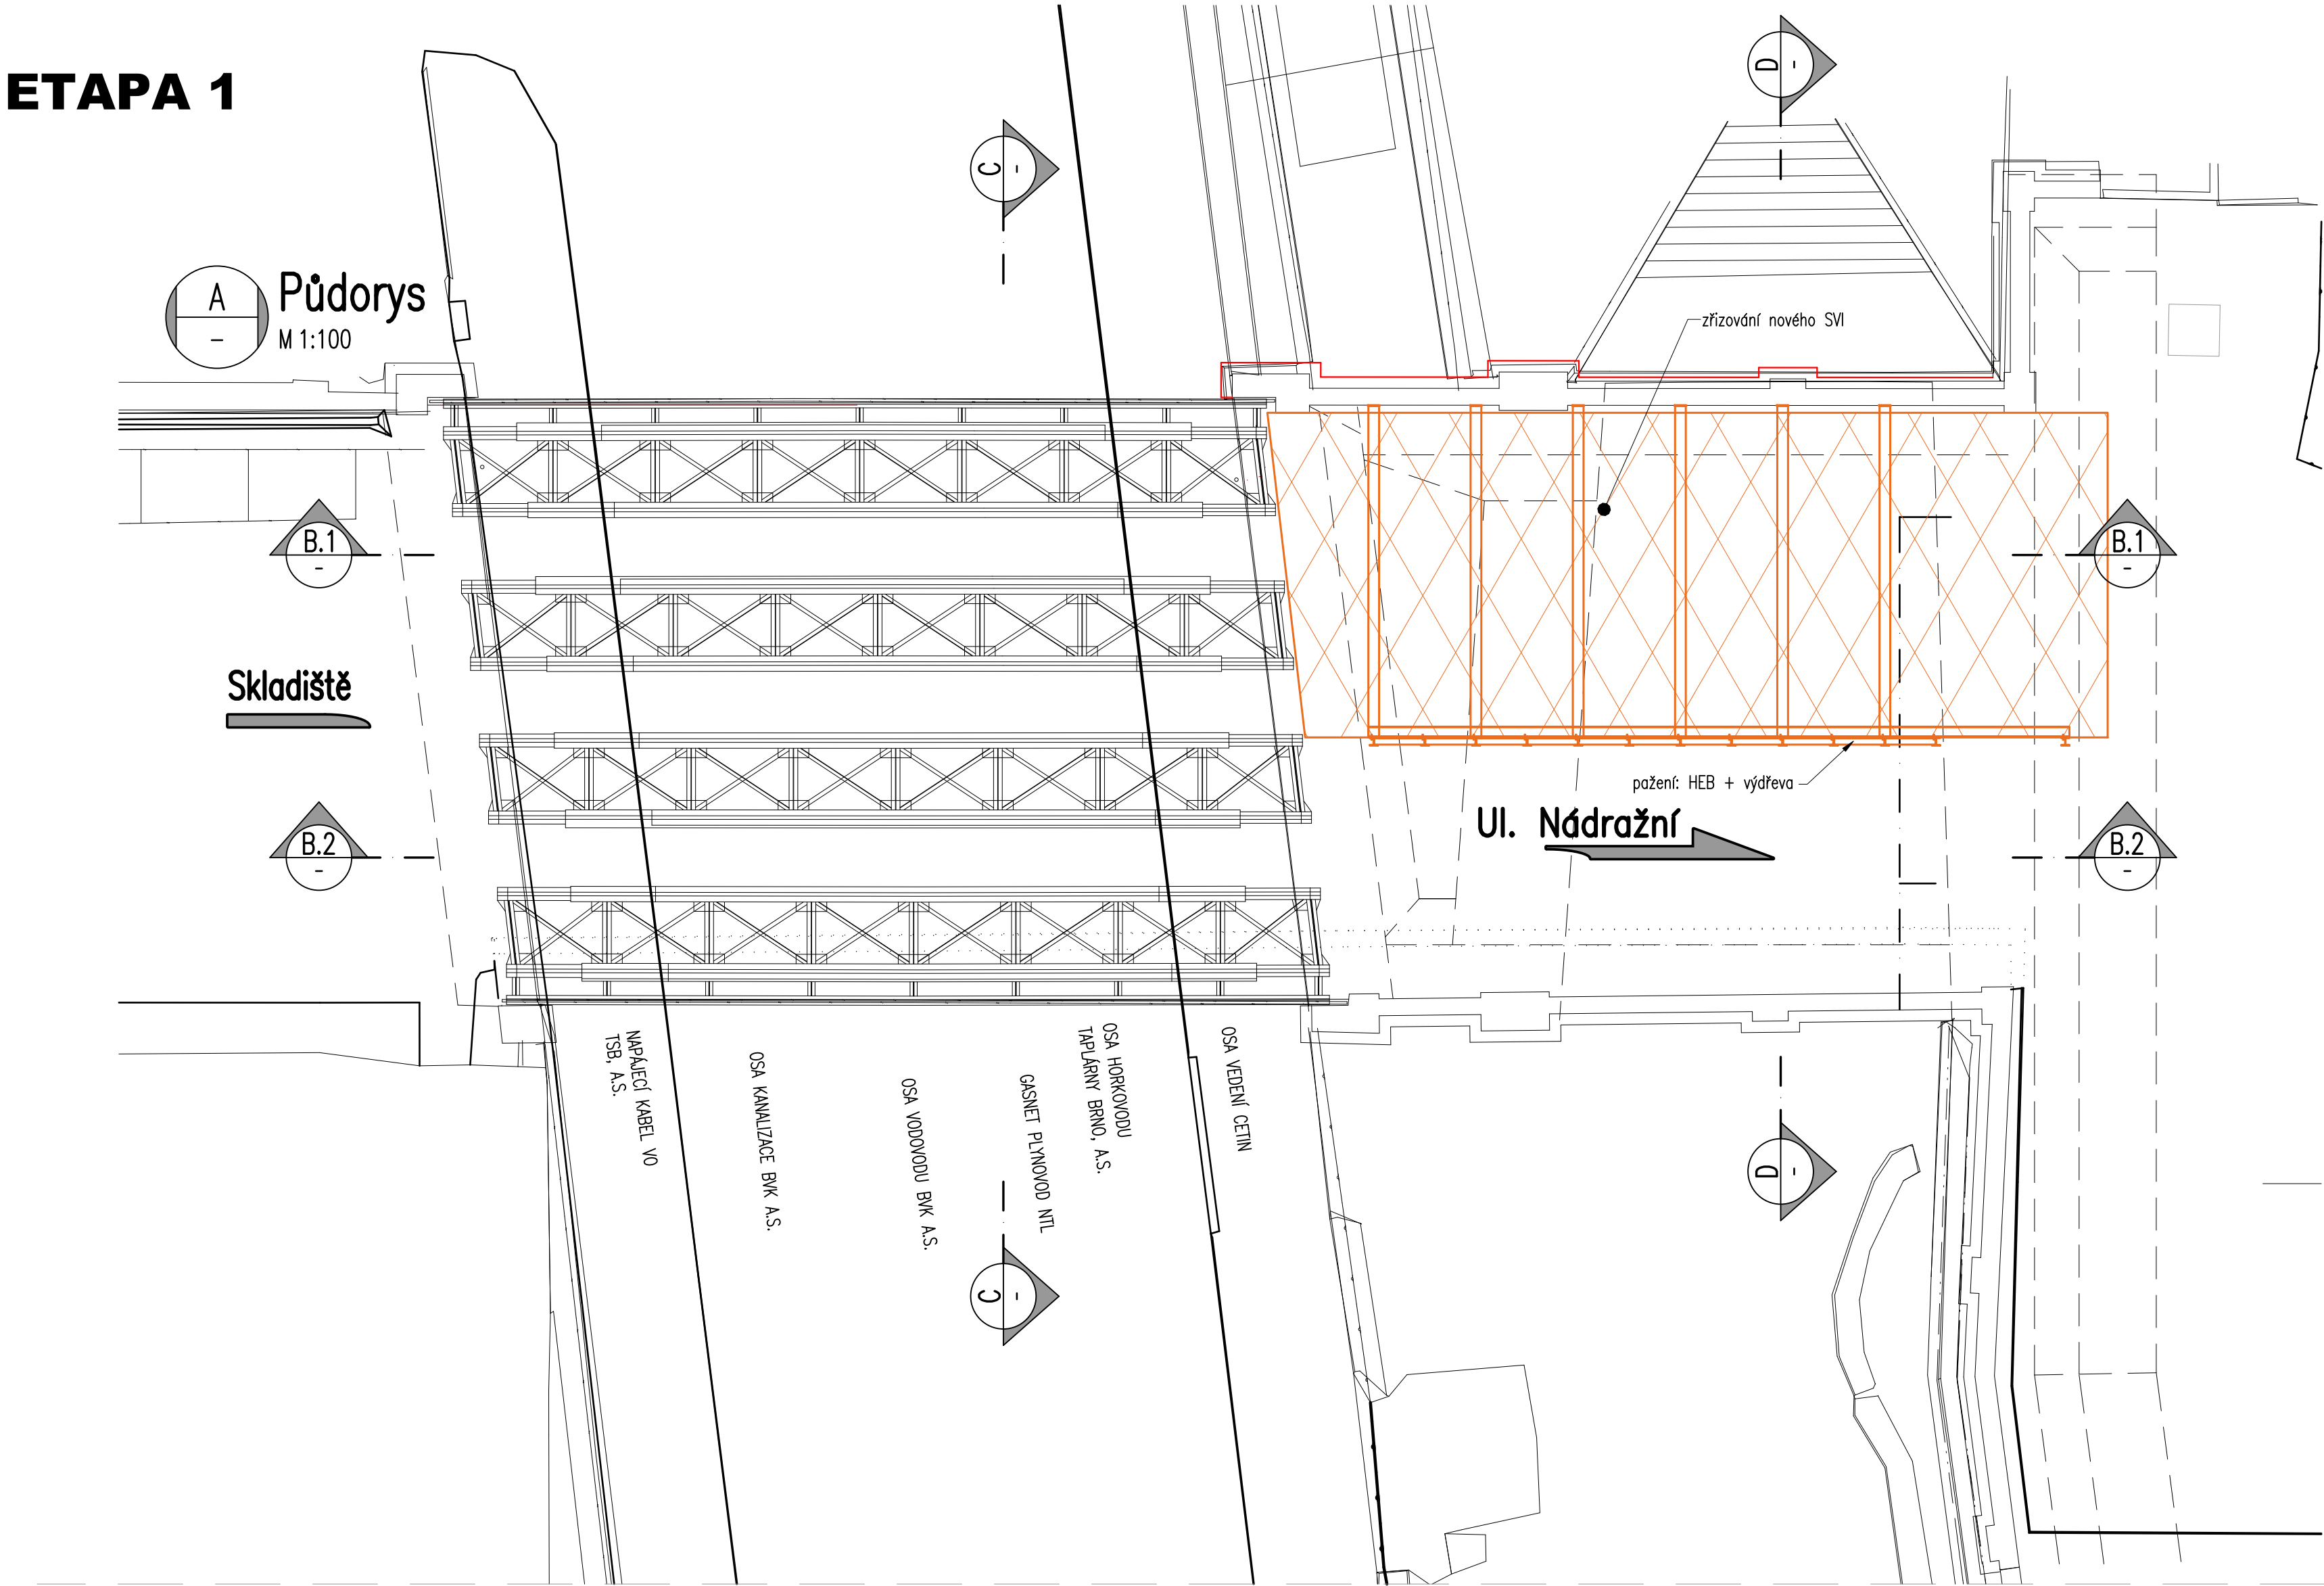 ETAPA 1
D
-
C
-
A
-
Půdorys
M 1:100
zřizování nového SVI
B.1
-
B.1
-
Skladiště
pažení: HEB + výdřeva
Ul. Nádražní
B.2
-
B.2
-
NAPÁJECÍ KABEL VO
TSB, A.S.
OSA KANALIZACE BVK A.S.
OSA VODOVODU BVK A.S.
GASNET PLYNOVOD NTL
OSA HORKOVODU
TAPLÁRNY BRNO, A.S.
OSA VEDENÍ CETIN
D
-
C
-